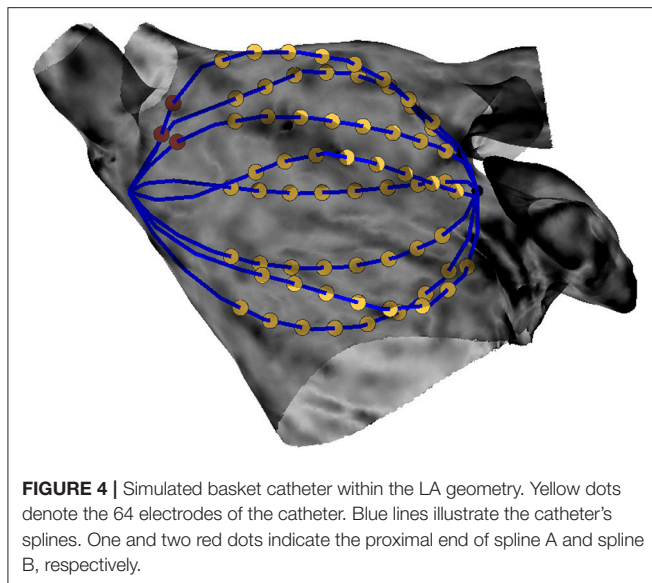 FIGURE 4 | Simulated basket catheter within the LA geometry. Yellow dots
denote the 64 electrodes of the catheter. Blue lines illustrate the catheter's
splines. One and two red dots indicate the proximal end of spline A and spline
B, respectively.